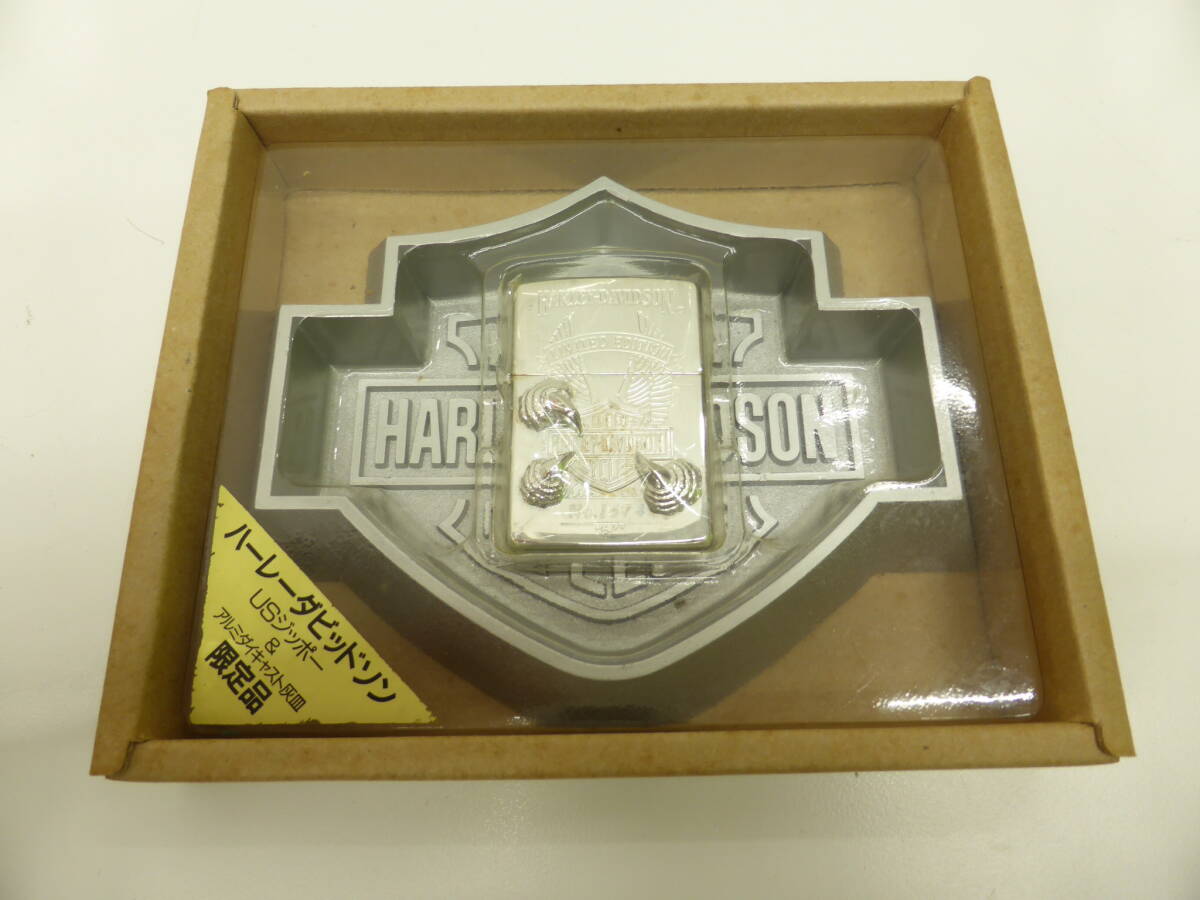 HARLEY-DAVIDSON
LIMITED EDITION
HAR DSON
ハーレーダビッドソン
USジッポー
&
アルミダイキャスト灰皿
限定品